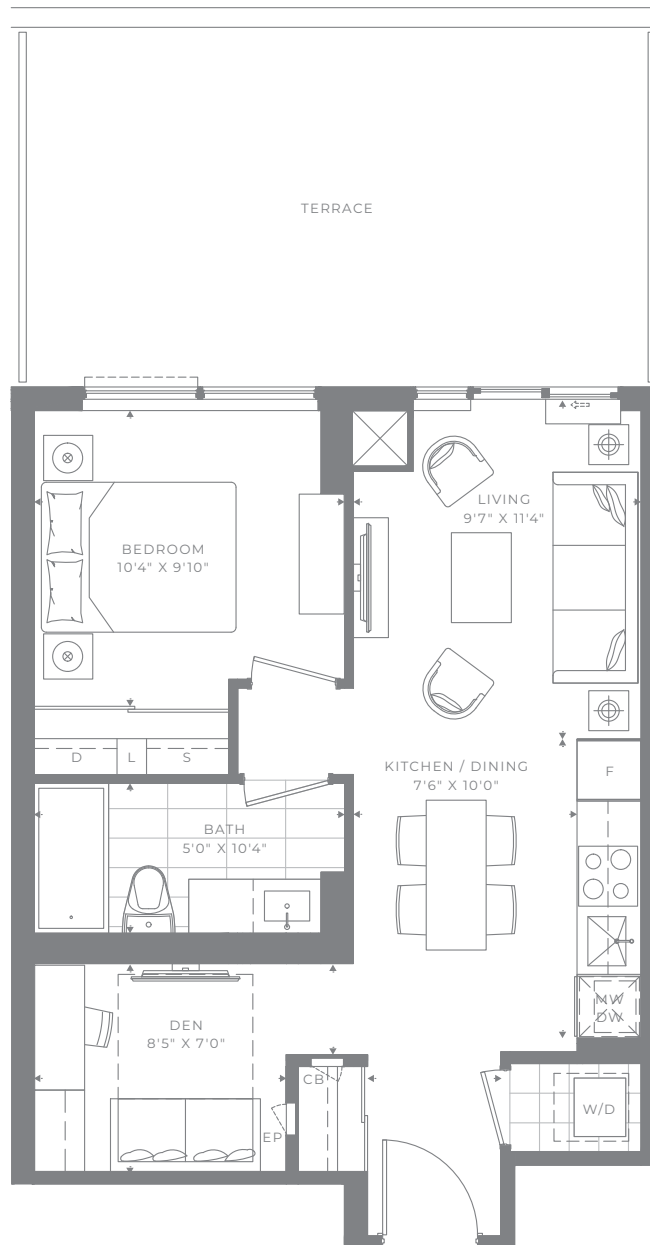 TERRACE
LIVING
9'7" X 11'4"
BEDROOM
10'4" X 9'10"
D L S
KITCHEN / DINING
7'6" X 10'0"
F
BATH
5'0" X 10'4"
MW
DW
DEN
8'5" X 7'0"
CB
W/D
EP